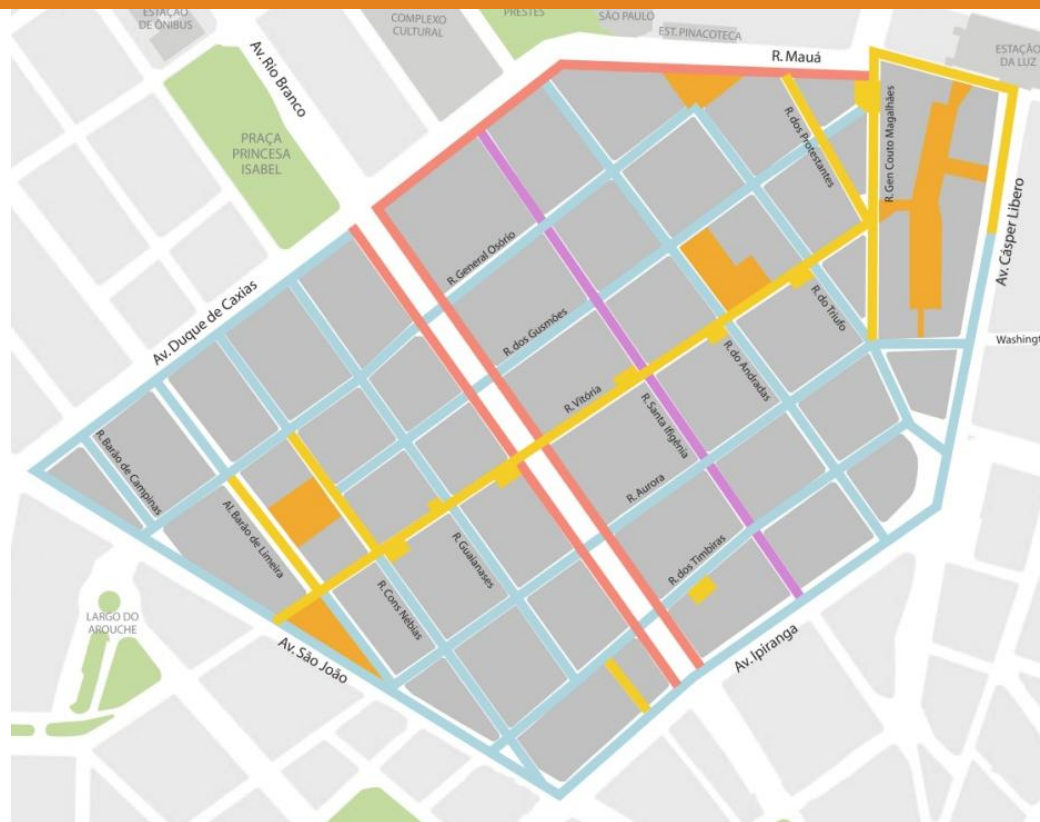 ESTAÇÃO
DE ÔNIBUS
COMPLEXO
CULTURAL
PRESTES
SÃO PAULO
EST. PINACOTECA
ESTAÇÃO
DA LUZ
R. Mauá
Av. Rio Branco
PRAÇA
PRINCESA
ISABEL
R. dos Protestantes
R. Gen Couto Magalhães
Av. Cásper Libero
R. General Osório
Av. Duque de Caxias
R. dos Gusmões
R. do Triufo
Washingt
R. do Andradas
R. Vitória
R. Santa Ifigênia
R. Barão de Campinas
R. Aurora
Al. Barão de Limeira
R. Guaianases
R. dos Timbiras
R. Cons Nébias
LARGO DO
AROUCHE
Av. São João
Av. Ipiranga